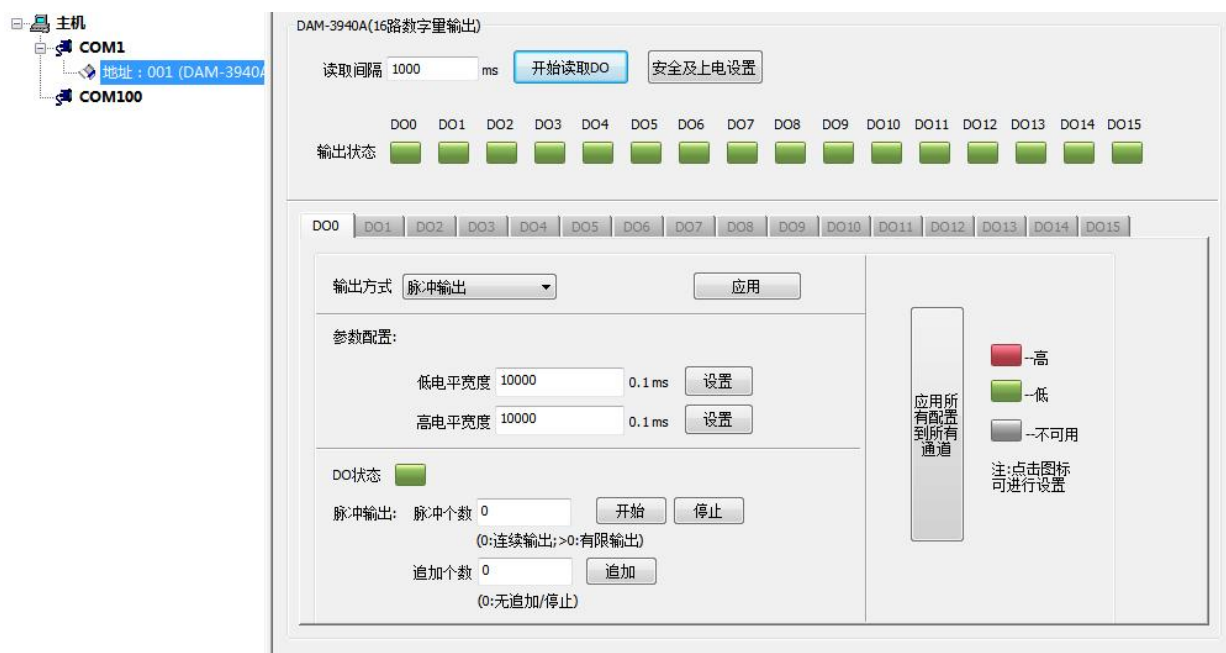 主机
COM1
地址：001 (DAM-3940A
COM100
DAM-3940A(16路数字量输出)
读取间隔 1000 ms 开始读取DO 安全及上电设置
DO0 DO1 DO2 DO3 DO4 DO5 DO6 DO7 DO8 DO9 DO10 DO11 DO12 DO13 DO14 DO15
输出状态
DO0 DO1 DO2 DO3 DO4 DO5 DO6 DO7 DO8 DO9 DO10 DO11 DO12 DO13 DO14 DO15
输出方式 脉冲输出 应用
参数配置:
低电平宽度 10000 0.1ms 设置
高电平宽度 10000 0.1ms 设置
DO状态
脉冲输出: 脉冲个数 0 开始 停止
(0:连续输出;>0:有限输出)
追加个数 0 追加
(0:无追加/停止)
应用所
有配置
到所有
通道
--高
--低
--不可用
注:点击图标
可进行设置